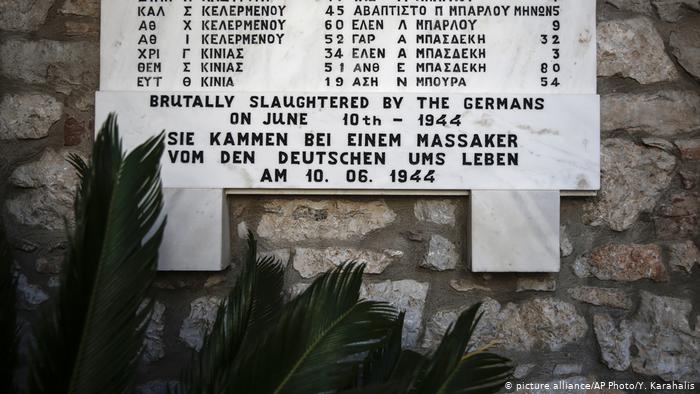 ΚΑΛ Σ ΚΕΛΕΡΜΕΝΟΥ 75 ΑΒΑΠΤΙΣΤΟ Π ΜΠΑΡΛΟΥ ΜΗΝΩΝ
ΑΘ Χ ΚΕΛΕΡΜΕΝΟΥ 60 ΕΛΕΝ Λ ΜΠΑΡΛΟΥ 9
ΑΘ Ι ΚΕΛΕΡΜΕΝΟΥ 52 ΓΑΡ Α ΜΠΑΣΔΕΚΗ 32
ΧΡΙ Γ ΚΙΝΙΑΣ 34 ΕΛΕΝ Α ΜΠΑΣΔΕΚΗ 3
ΘΕΜ Σ ΚΙΝΙΑΣ 51 ΑΝΘ Ε ΜΠΑΣΔΕΚΗ 80
ΕΥΤ Θ ΚΙΝΙΑ 19 ΑΣΗ Ν ΜΠΟΥΡΑ 54
BRUTALLY SLAUGHTERED BY THE GERMANS
ON JUNE 10th - 1944
SIE KAMMEN BEI EINEM MASSAKER
VOM DEN DEUTSCHEN UMS LEBEN
AM 10. 06. 1944
© picture alliance/AP Photo/Y. Karahalis